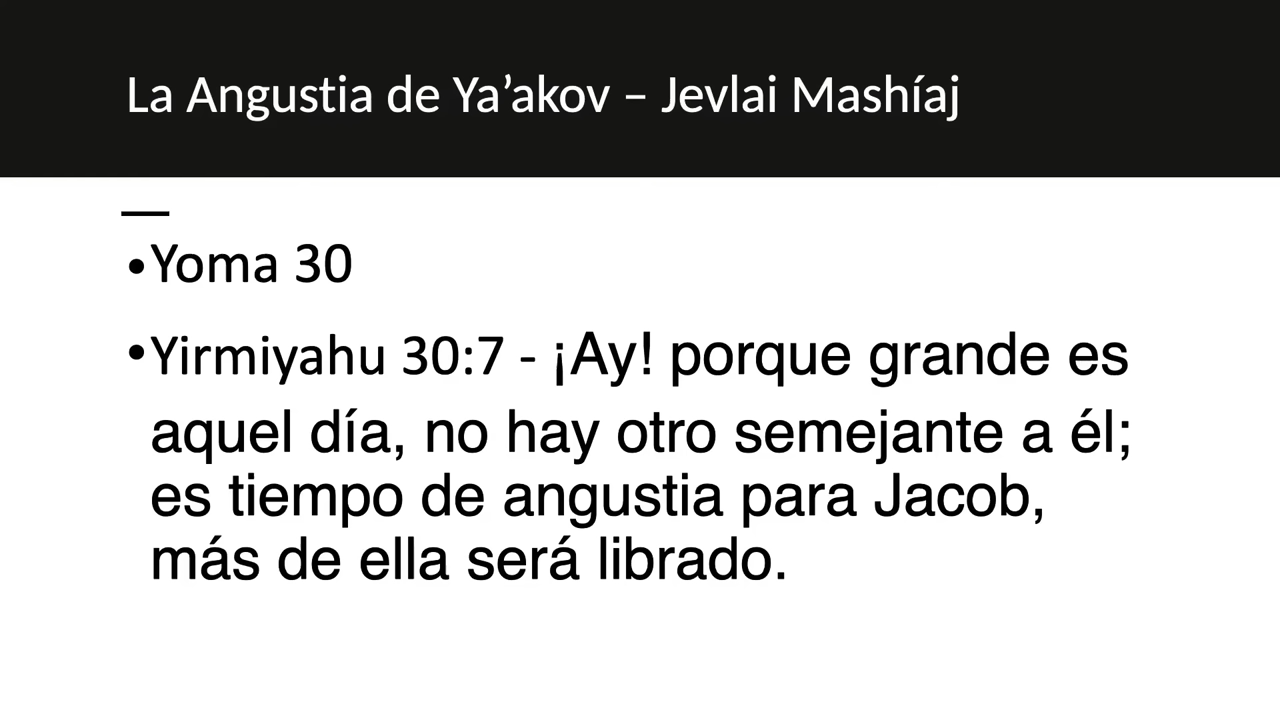 La Angustia de Ya’akov – Jevlai Mashíaj
•Yoma 30
•Yirmiyahu 30:7 - ¡Ay! porque grande es
aquel día, no hay otro semejante a él;
es tiempo de angustia para Jacob,
más de ella será librado.